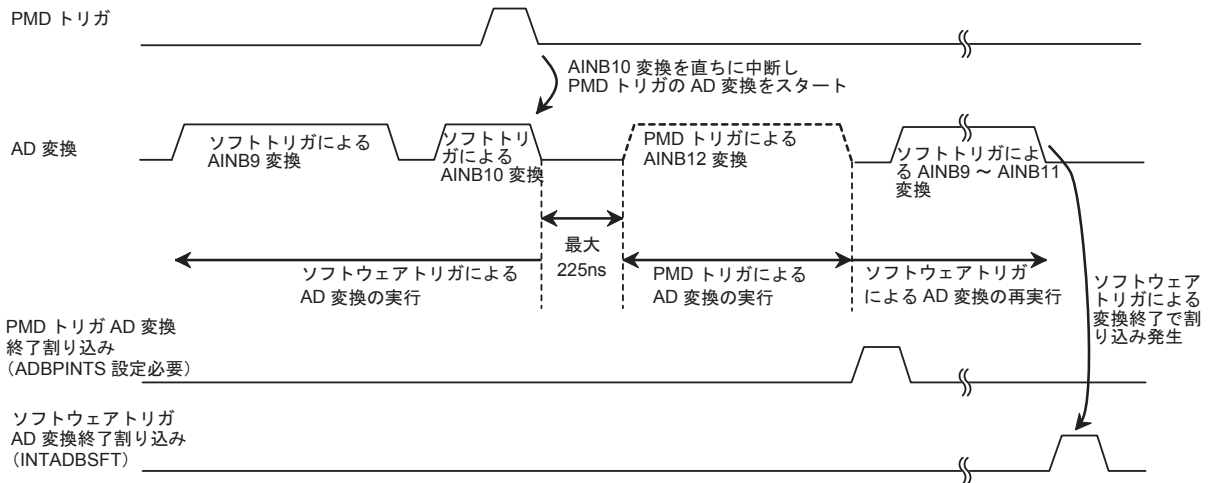 PMD トリガ
AINB10 変換を直ちに中断し
PMD トリガの AD 変換をスタート
AD 変換
ソフトトリガによる
AINB9 変換
ソフトトリ
ガによる
AINB10 変換
PMD トリガによる
AINB12 変換
ソフトトリガによ
る AINB9 ～ AINB11
変換
最大
225ns
ソフトウェアトリガによる
AD 変換の実行
PMD トリガによる
AD 変換の実行
ソフトウェアトリガ
による AD 変換の再実行
ソフトウェア
トリガによる
変換終了で割
り込み発生
PMD トリガ AD 変換
終了割り込み
（ADBPINTS 設定必要）
ソフトウェアトリガ
AD 変換終了割り込み
（INTADBSFT）